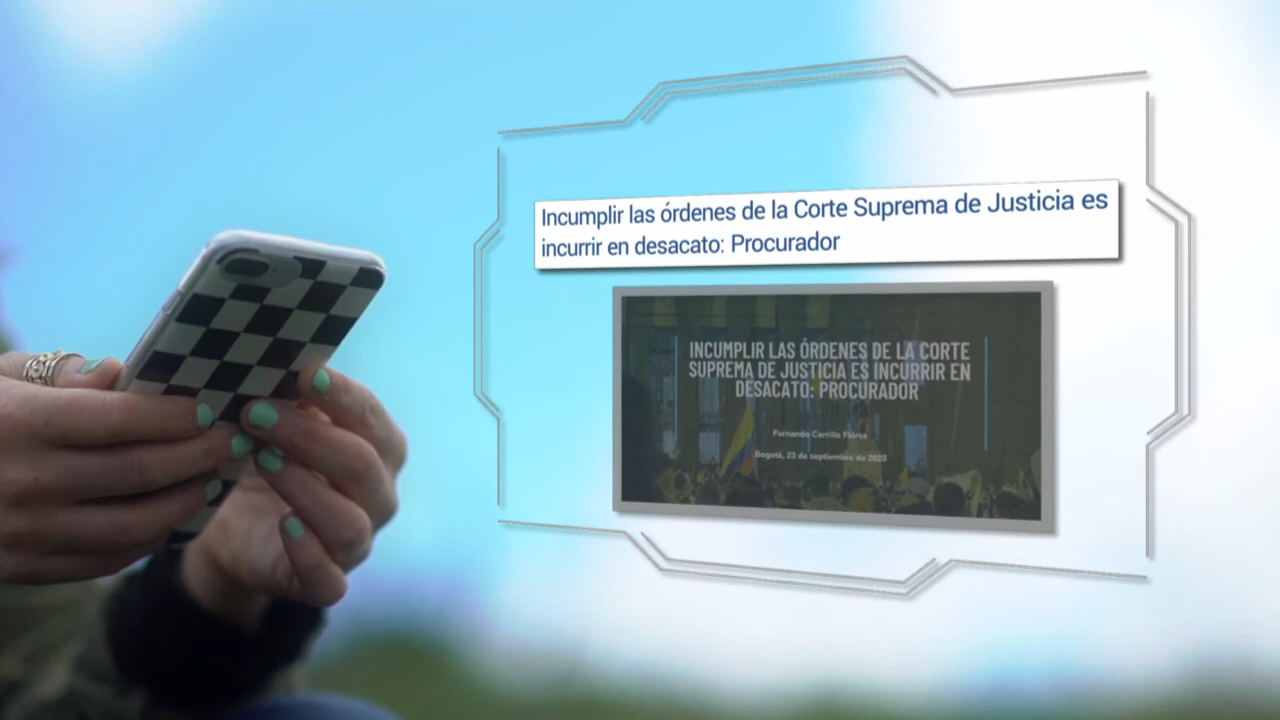 Incumplir las órdenes de la Corte Suprema de Justicia es
incurrir en desacato: Procurador
INCUMPLIR LAS ÓRDENES DE LA CORTE
SUPREMA DE JUSTICIA ES INCURRIR EN
DESACATO: PROCURADOR
Fernando Carrillo Flórez
Bogotá, 23 de septiembre de 2020